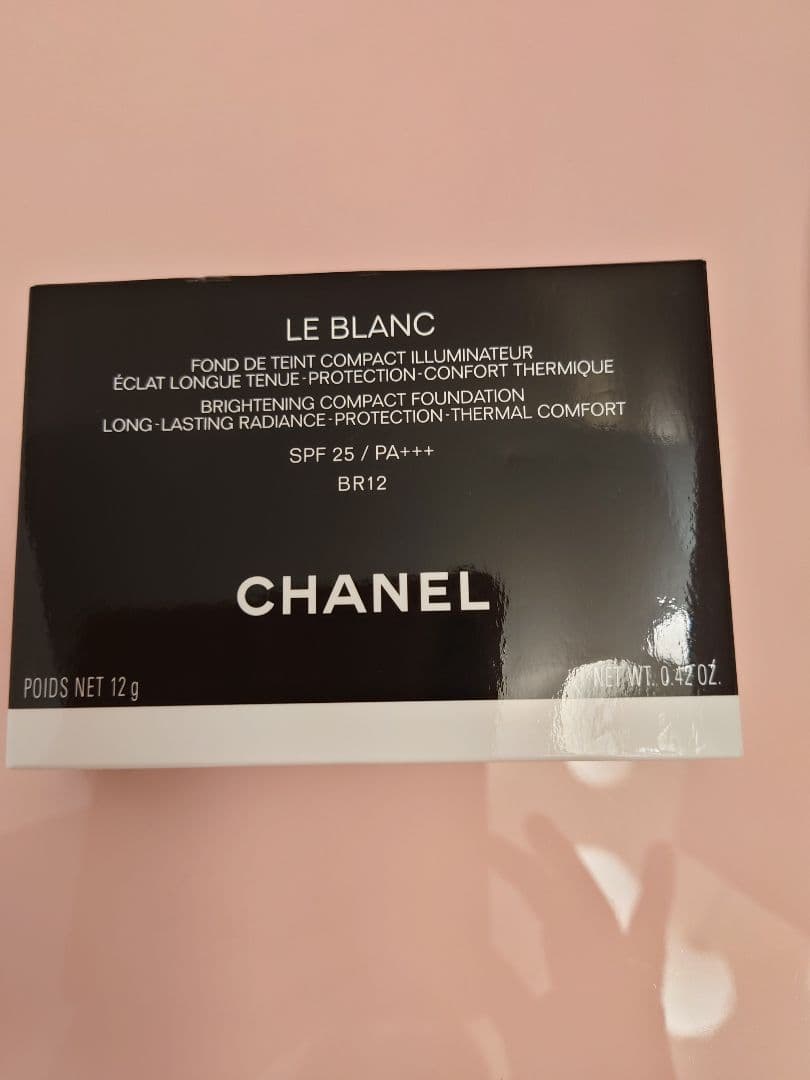 LE BLANC
FOND DE TEINT COMPACT ILLUMINATEUR
ÉCLAT LONGUE TENUE-PROTECTION-CONFORT THERMIQUE
BRIGHTENING COMPACT FOUNDATION
LONG-LASTING RADIANCE-PROTECTION-THERMAL COMFORT
SPF 25 / PA+++
BR12
CHANEL
POIDS NET 12 g
NET WT. 0.42 OZ.